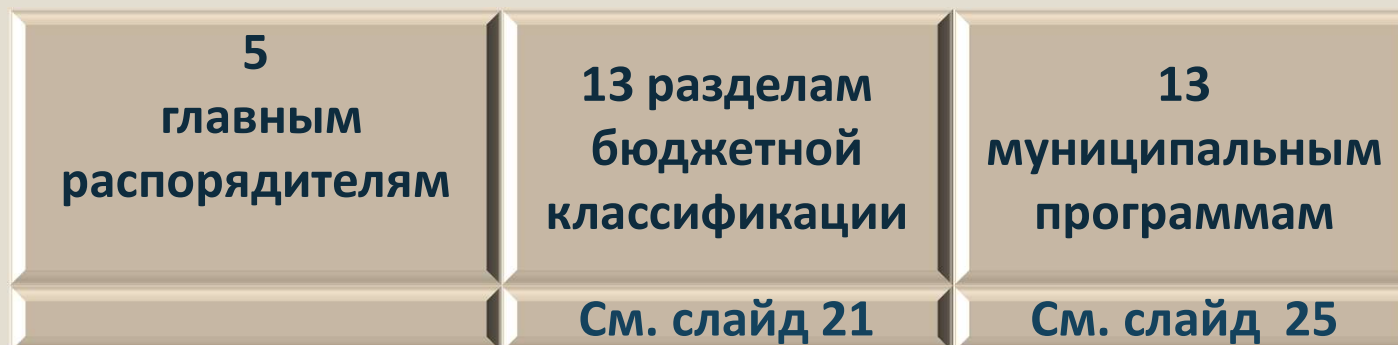 5
главным
распорядителям
13 разделам
бюджетной
классификации
13
муниципальным
программам
См. слайд 21
См. слайд 25